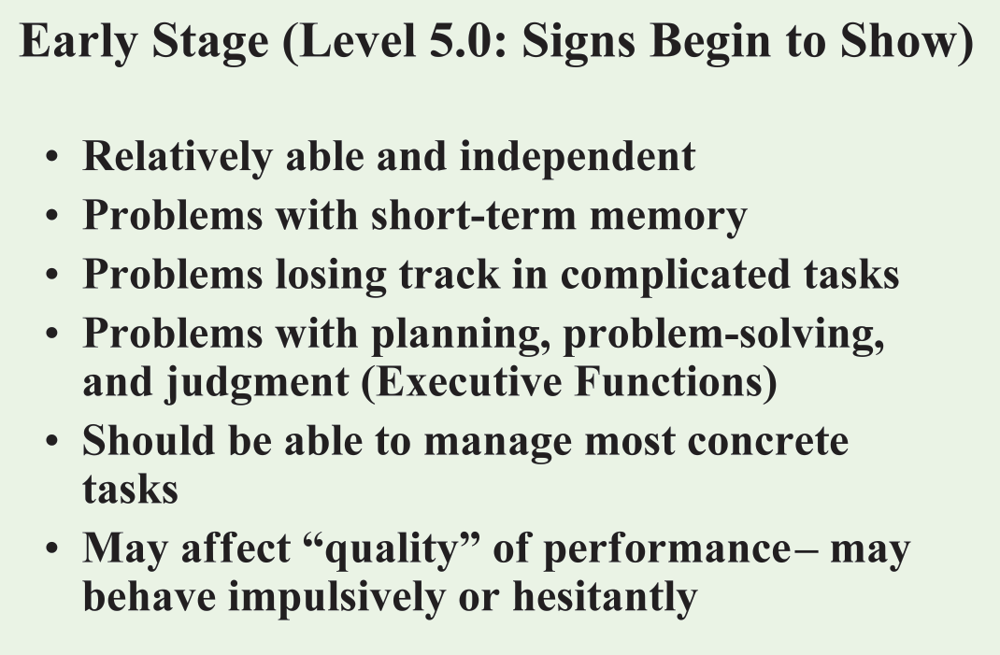 Early Stage (Level 5.0: Signs Begin to Show)
• Relatively able and independent
• Problems with short-term memory
• Problems losing track in complicated tasks
• Problems with planning, problem-solving,
and judgment (Executive Functions)
• Should be able to manage most concrete
tasks
• May affect “quality” of performance– may
behave impulsively or hesitantly